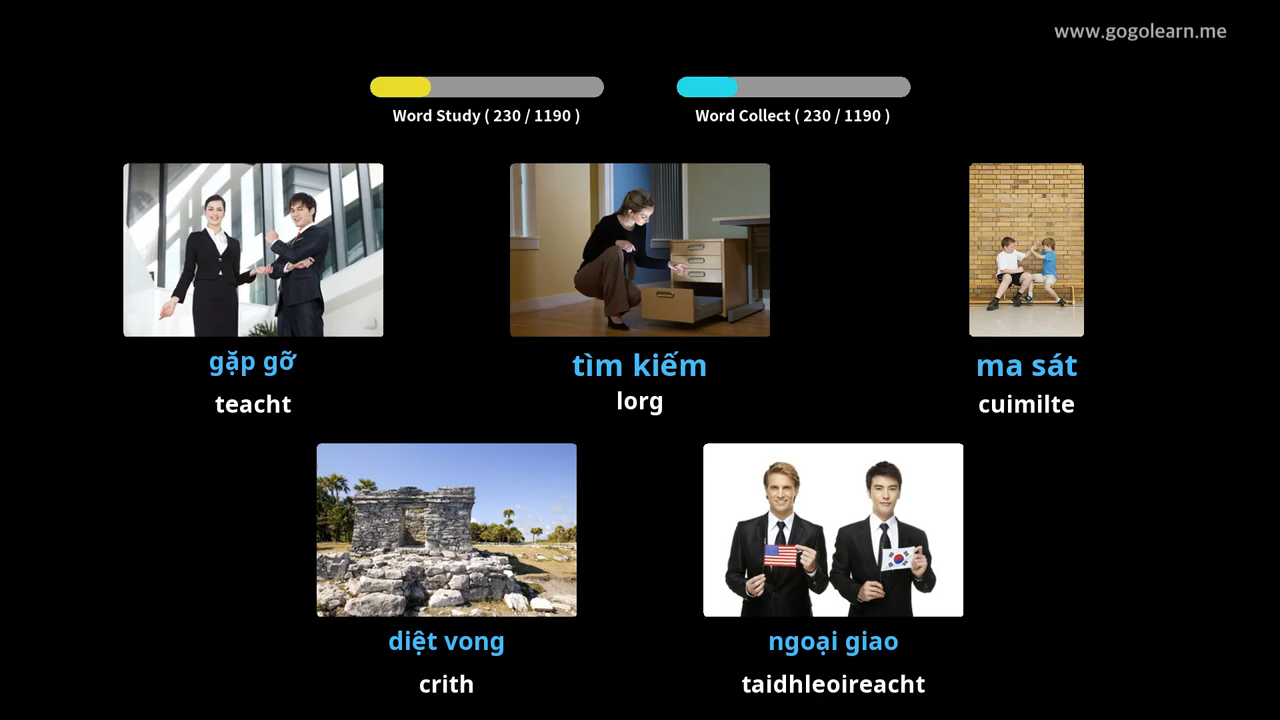 www.gogolearn.me
Word Study ( 230 / 1190 )
Word Collect ( 230 / 1190 )
gặp gỡ
teacht
tìm kiếm
lorg
ma sát
cuimilte
diệt vong
crith
ngoại giao
taidhleoireacht